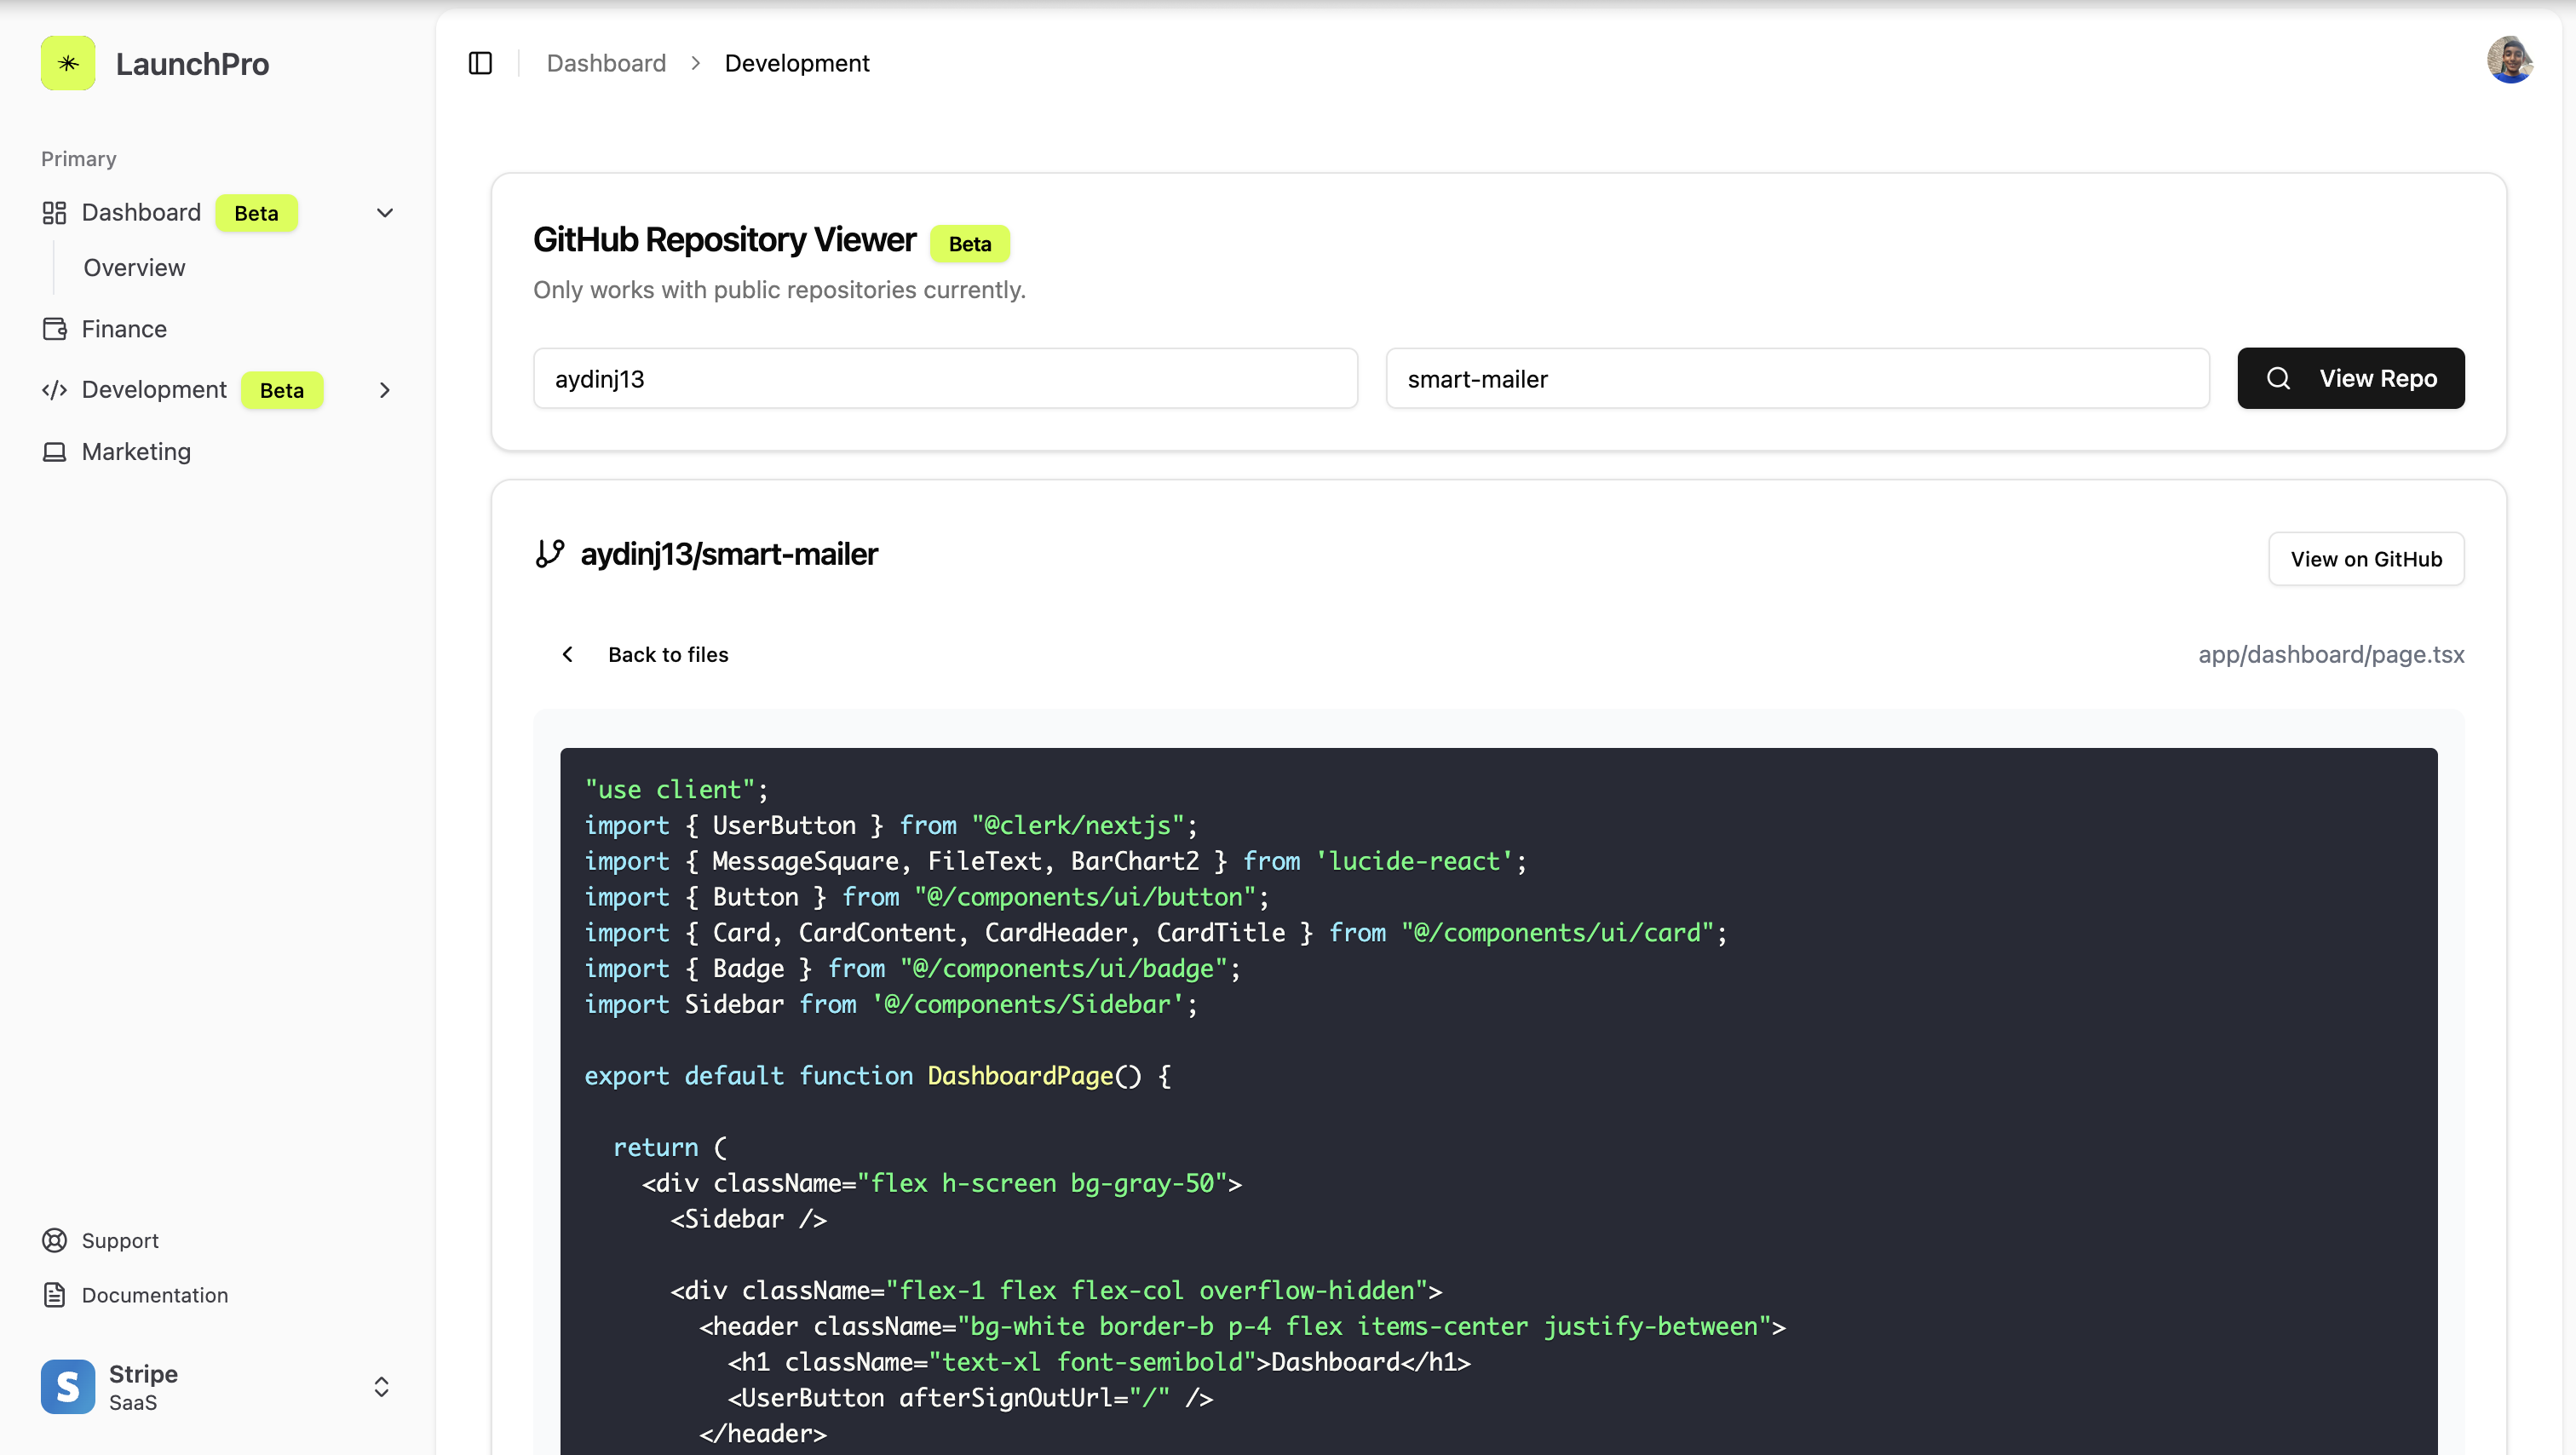 LaunchPro
Primary
Dashboard Beta
Overview
Finance
Development Beta
Marketing
Support
Documentation
S
Stripe
SaaS
Dashboard > Development
GitHub Repository Viewer Beta
Only works with public repositories currently.
aydinj13
smart-mailer
View Repo
aydinj13/smart-mailer
View on GitHub
Back to files
app/dashboard/page.tsx
"use client";
import { UserButton } from "@clerk/nextjs";
import { MessageSquare, FileText, BarChart2 } from 'lucide-react';
import { Button } from "@/components/ui/button";
import { Card, CardContent, CardHeader, CardTitle } from "@/components/ui/card";
import { Badge } from "@/components/ui/badge";
import Sidebar from '@/components/Sidebar';
export default function DashboardPage() {
return (
<div className="flex h-screen bg-gray-50">
<Sidebar />
<div className="flex-1 flex flex-col overflow-hidden">
<header className="bg-white border-b p-4 flex items-center justify-between">
<h1 className="text-xl font-semibold">Dashboard</h1>
<UserButton afterSignOutUrl="/" />
</header>